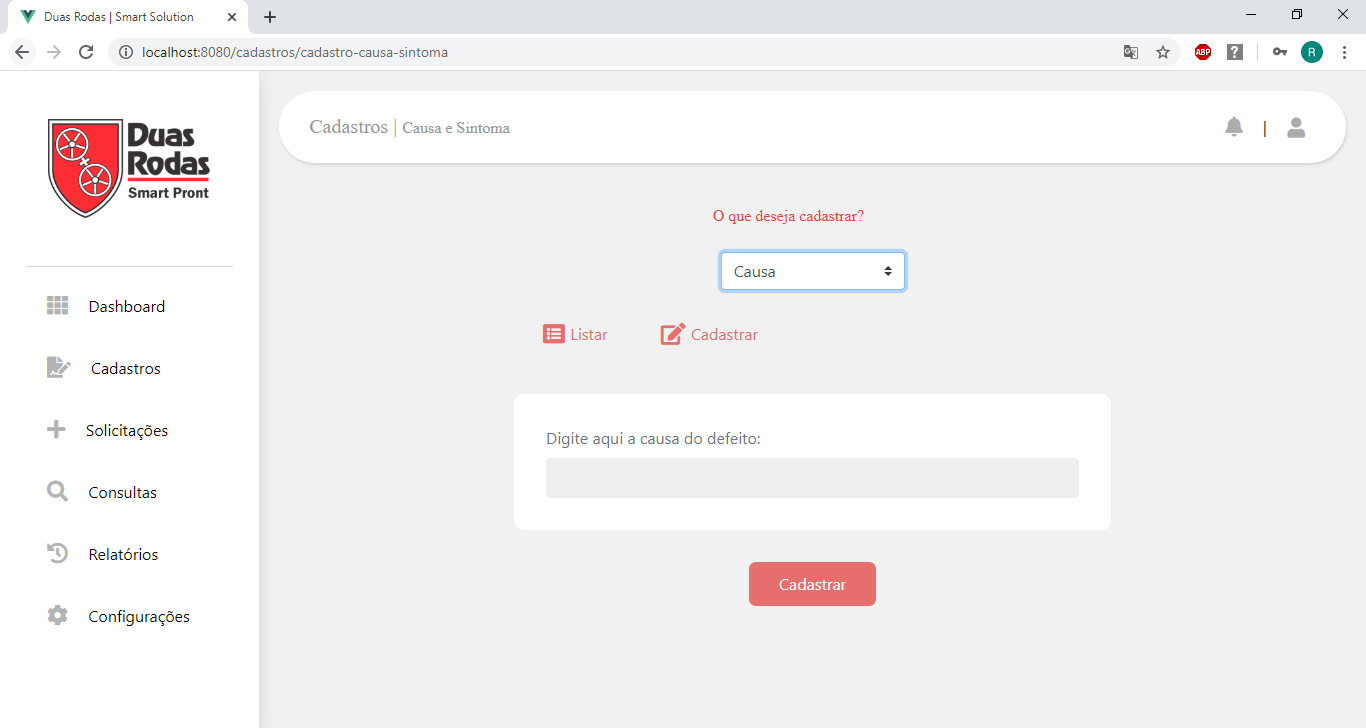 Duas Rodas | Smart Solution
localhost:8080/cadastros/cadastro-causa-sintoma
ABP
?
R
Duas
Rodas
Smart Pront
Dashboard
Cadastros
Solicitações
Consultas
Relatórios
Configurações
Cadastros | Causa e Sintoma
|
O que deseja cadastrar?
Causa
Listar
Cadastrar
Digite aqui a causa do defeito:
Cadastrar